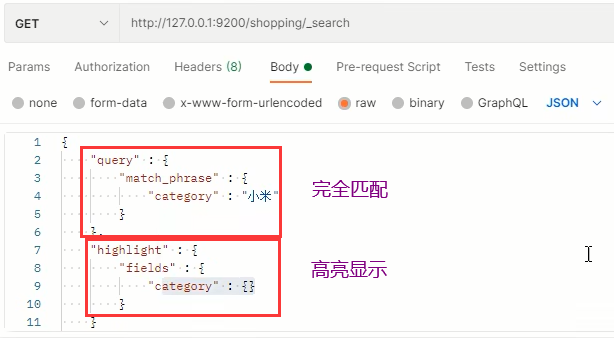 GET http://127.0.0.1:9200/shopping/_search
Params Authorization Headers (8) Body Pre-request Script Tests Settings
none form-data x-www-form-urlencoded raw binary GraphQL JSON
1 {
2 "query" : {
3 "match_phrase" : {
4 "category" : "小米"
5 }
6 },
7 "highlight" : {
8 "fields" : {
9 "category" : {}
10 }
11 }
完全匹配
高亮显示